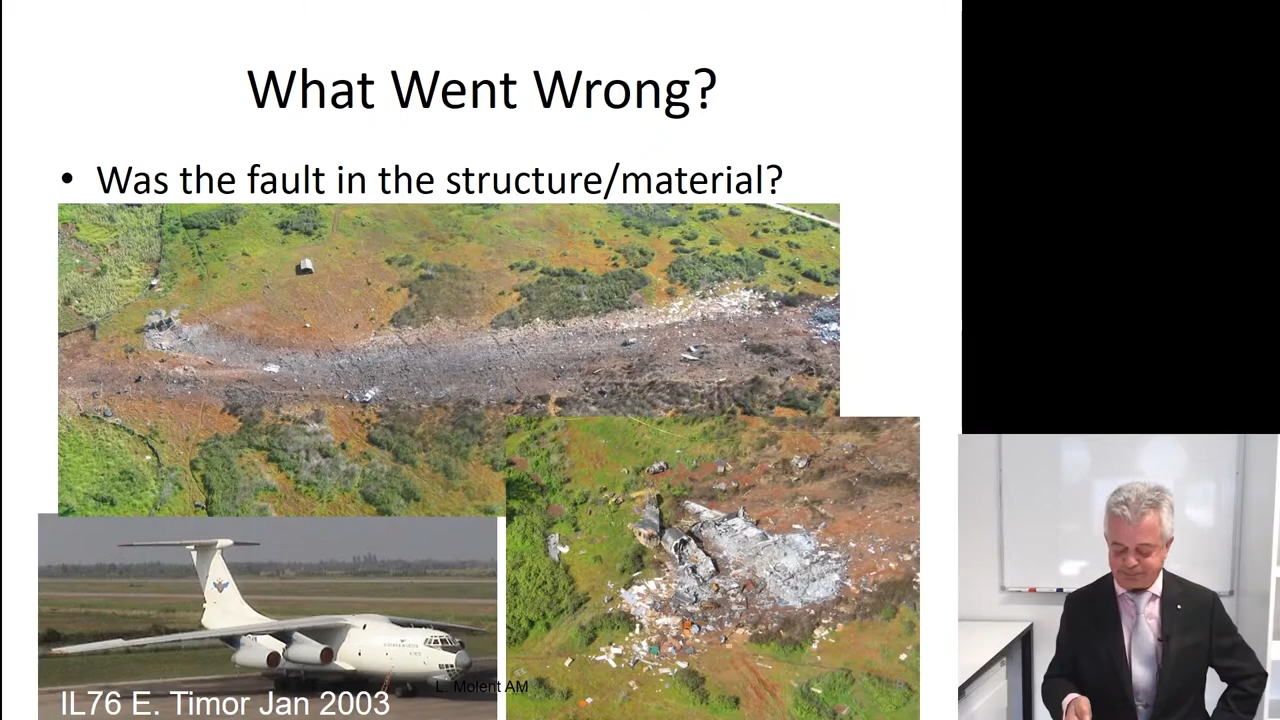 What Went Wrong?
• Was the fault in the structure/material?
IL76 E. Timor Jan 2003
L. Molent AM